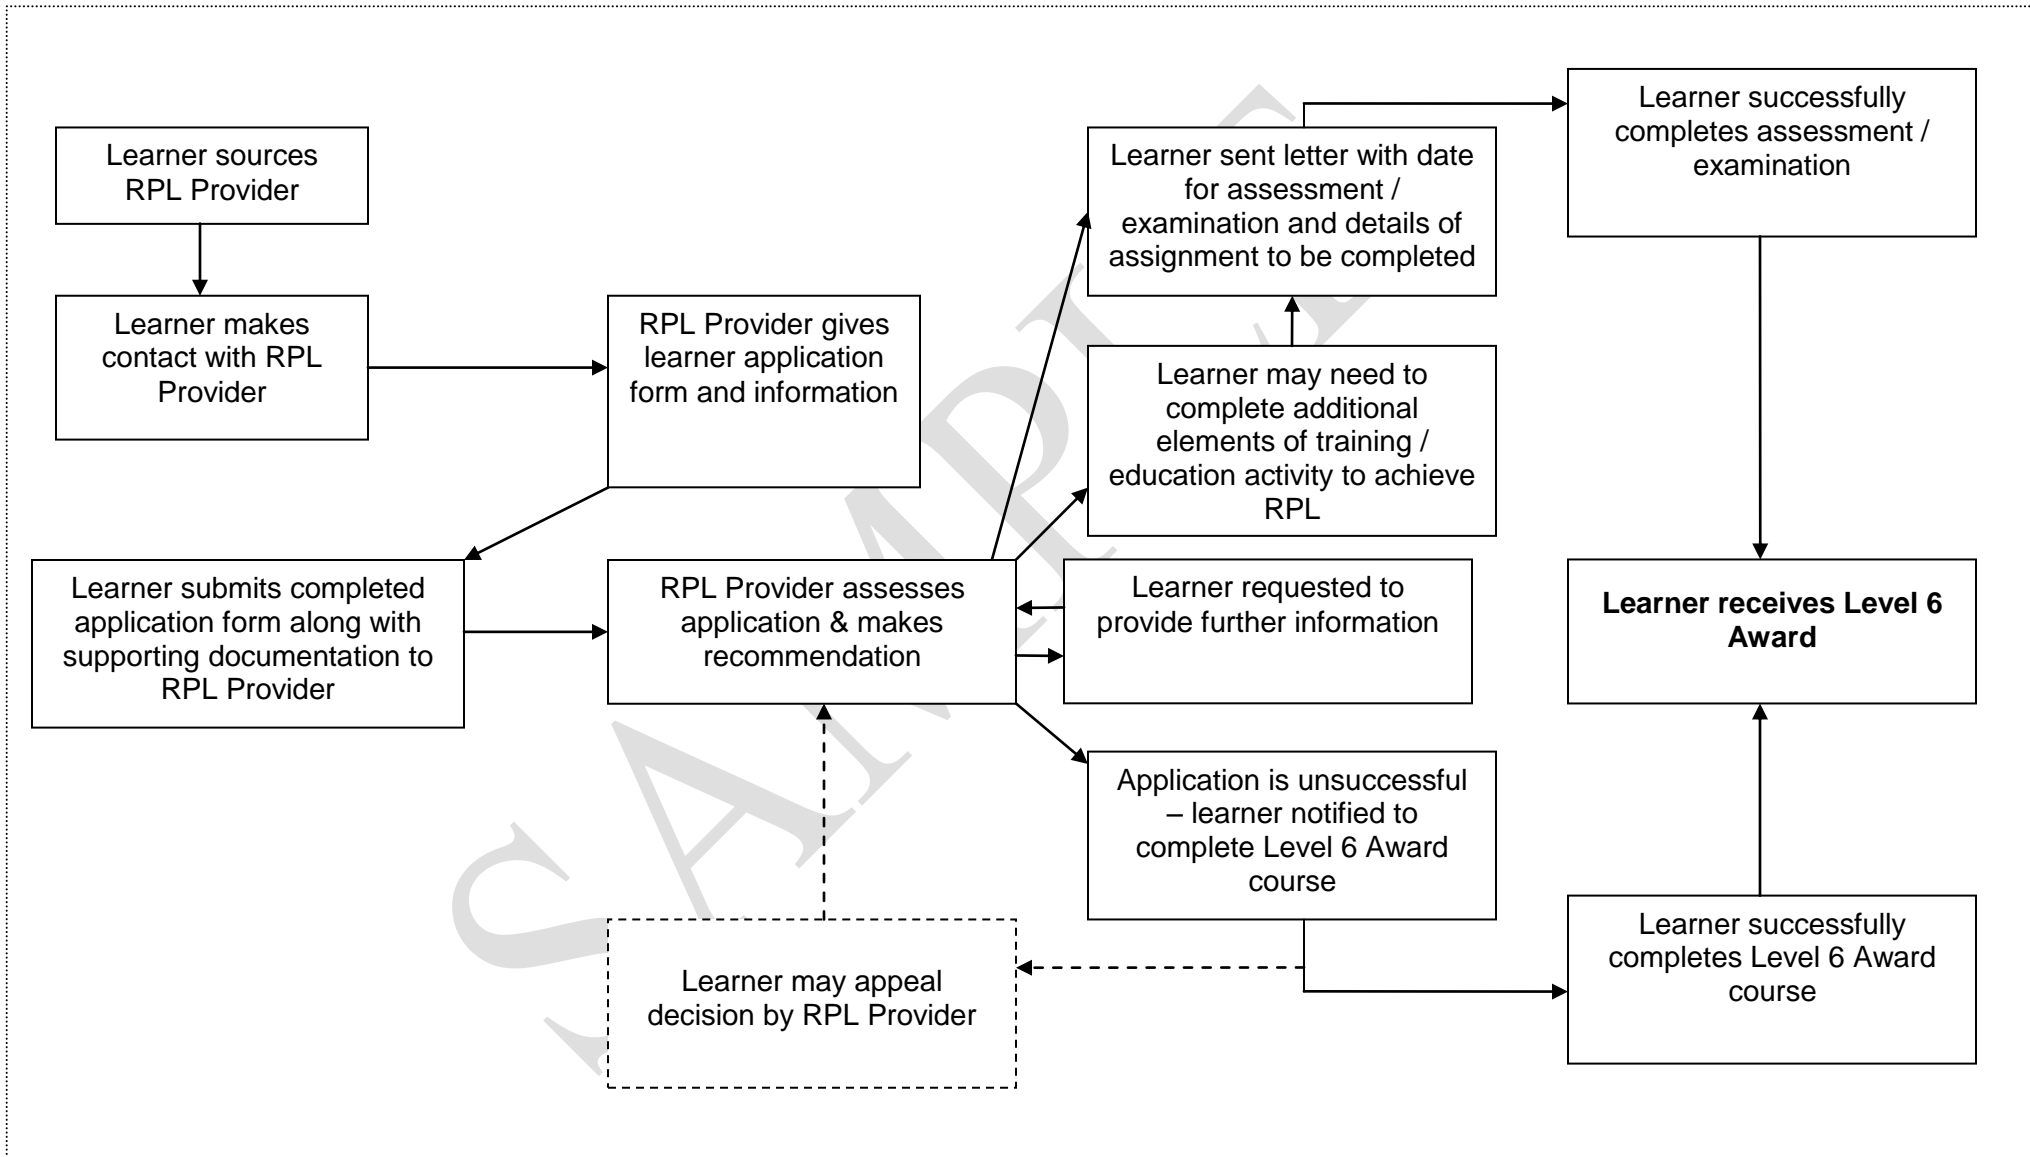 Learner sources
RPL Provider
Learner makes
contact with RPL
Provider
RPL Provider gives
learner application
form and information
Learner submits completed
application form along with
supporting documentation to
RPL Provider
RPL Provider assesses
application & makes
recommendation
Learner sent letter with date
for assessment /
examination and details of
assignment to be completed
Learner may need to
complete additional
elements of training /
education activity to achieve
RPL
Learner requested to
provide further information
Application is unsuccessful
– learner notified to
complete Level 6 Award
course
Learner may appeal
decision by RPL Provider
Learner successfully
completes assessment /
examination
Learner receives Level 6
Award
Learner successfully
completes Level 6 Award
course
SAMPLE